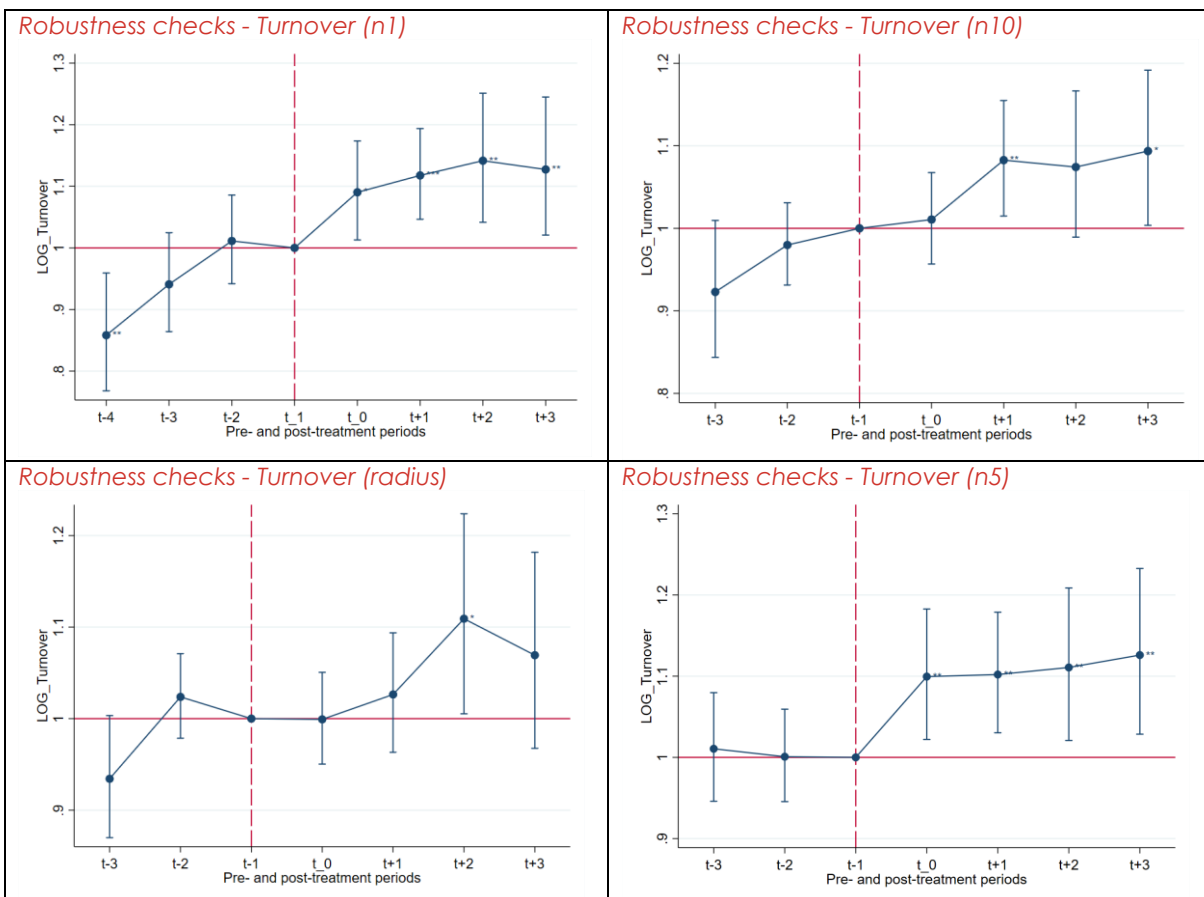 Robustness checks - Turnover (n1)
1.3
1.2
1.1
1
.9
.8
LOG_Turnover
**
*
***
**
**
t-4 t-3 t-2 t_1 t_0 t+1 t+2 t+3
Pre- and post-treatment periods
Robustness checks - Turnover (n10)
1.2
1.1
1
.9
.8
LOG_Turnover
**
*
t-3 t-2 t-1 t_0 t+1 t+2 t+3
Pre- and post-treatment periods
Robustness checks - Turnover (radius)
1.2
1.1
1
.9
LOG_Turnover
*
t-3 t-2 t-1 t_0 t+1 t+2 t+3
Pre- and post-treatment periods
Robustness checks - Turnover (n5)
1.3
1.2
1.1
1
.9
LOG_Turnover
**
**
**
**
t-3 t-2 t-1 t_0 t+1 t+2 t+3
Pre- and post-treatment periods